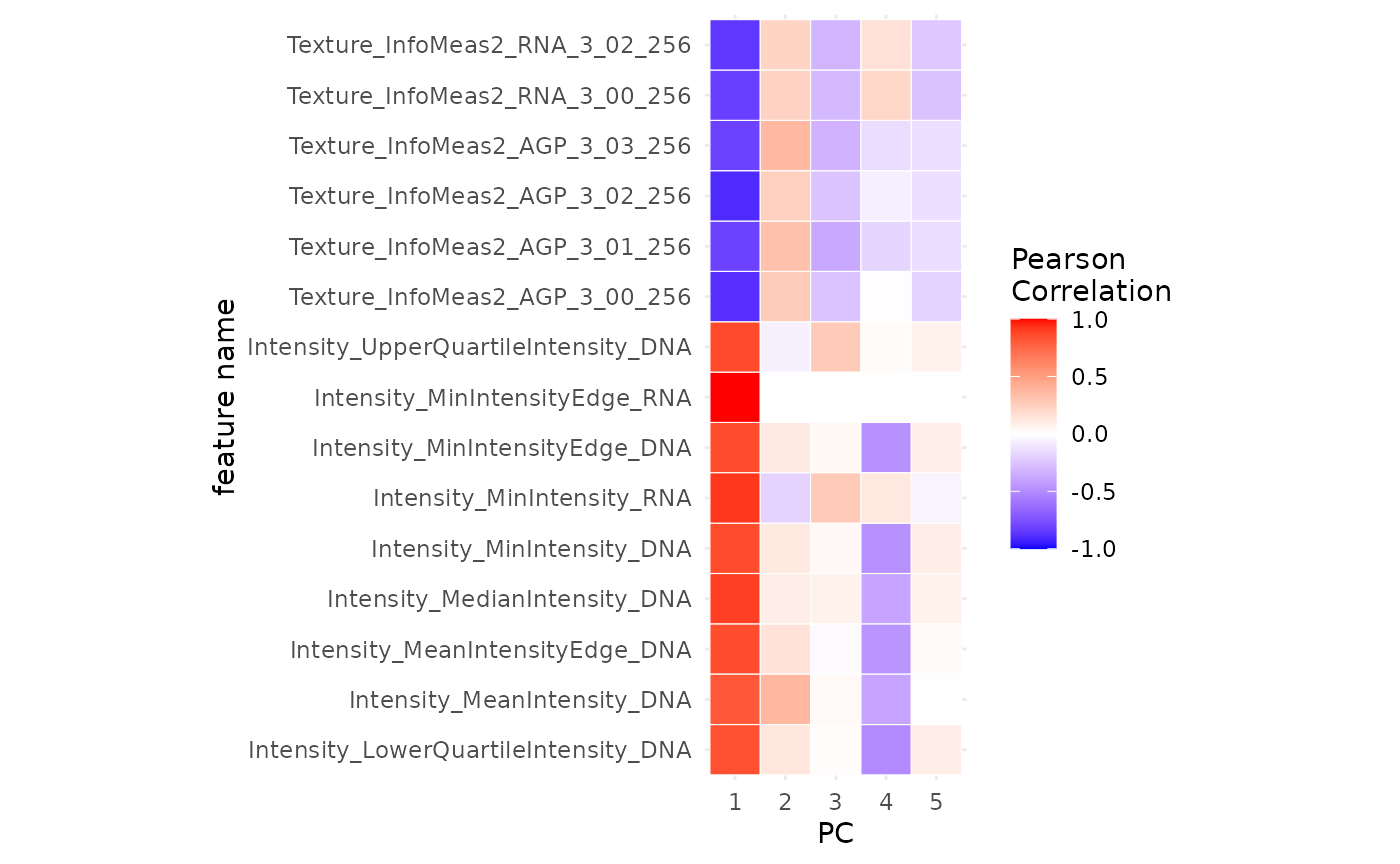 Texture_InfoMeas2_RNA_3_02_256
Texture_InfoMeas2_RNA_3_00_256
Texture_InfoMeas2_AGP_3_03_256
Texture_InfoMeas2_AGP_3_02_256
Texture_InfoMeas2_AGP_3_01_256
Texture_InfoMeas2_AGP_3_00_256
Intensity_UpperQuartileIntensity_DNA
Intensity_MinIntensityEdge_RNA
Intensity_MinIntensityEdge_DNA
Intensity_MinIntensity_RNA
Intensity_MinIntensity_DNA
Intensity_MedianIntensity_DNA
Intensity_MeanIntensityEdge_DNA
Intensity_MeanIntensity_DNA
Intensity_LowerQuartileIntensity_DNA
feature name
1 2 3 4 5
PC
Pearson
Correlation
1.0
0.5
0.0
-0.5
-1.0